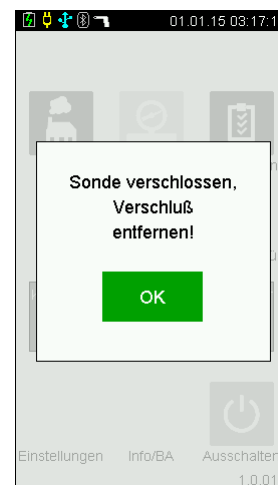 01.01.15 03:17:1
Sonde verschlossen,
Verschluß
entfernen!
OK
Einstellungen Info/BA Ausschalten
1.0.01